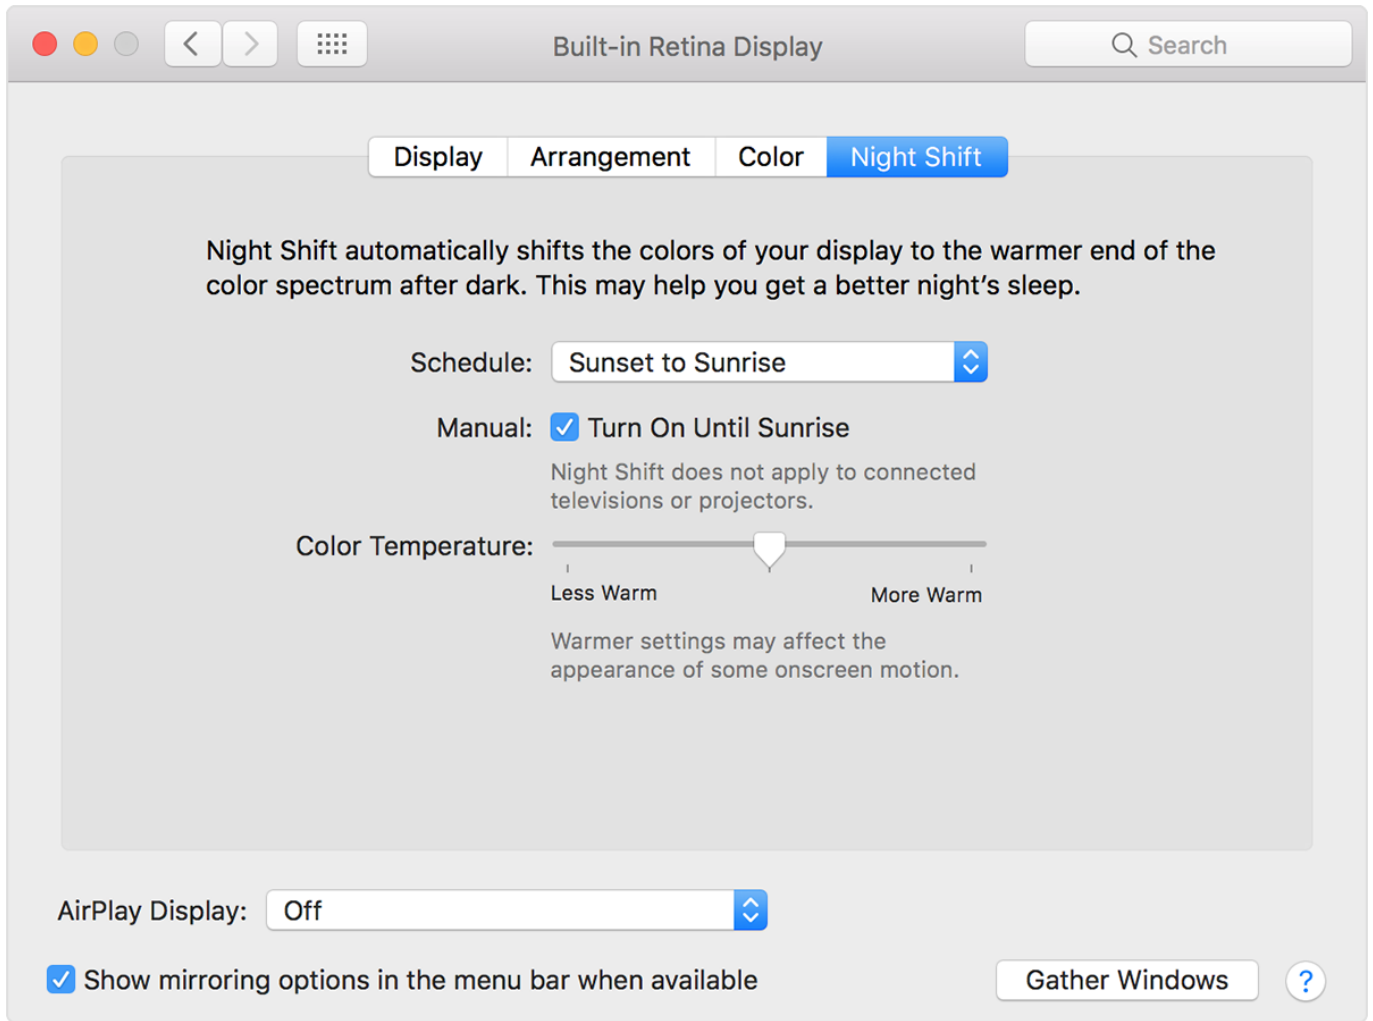 Built-in Retina Display
Search
Display
Arrangement
Color
Night Shift
Night Shift automatically shifts the colors of your display to the warmer end of the
color spectrum after dark. This may help you get a better night’s sleep.
Schedule: Sunset to Sunrise
Manual: Turn On Until Sunrise
Night Shift does not apply to connected
televisions or projectors.
Color Temperature:
Less Warm
More Warm
Warmer settings may affect the
appearance of some onscreen motion.
AirPlay Display: Off
Show mirroring options in the menu bar when available
Gather Windows
?